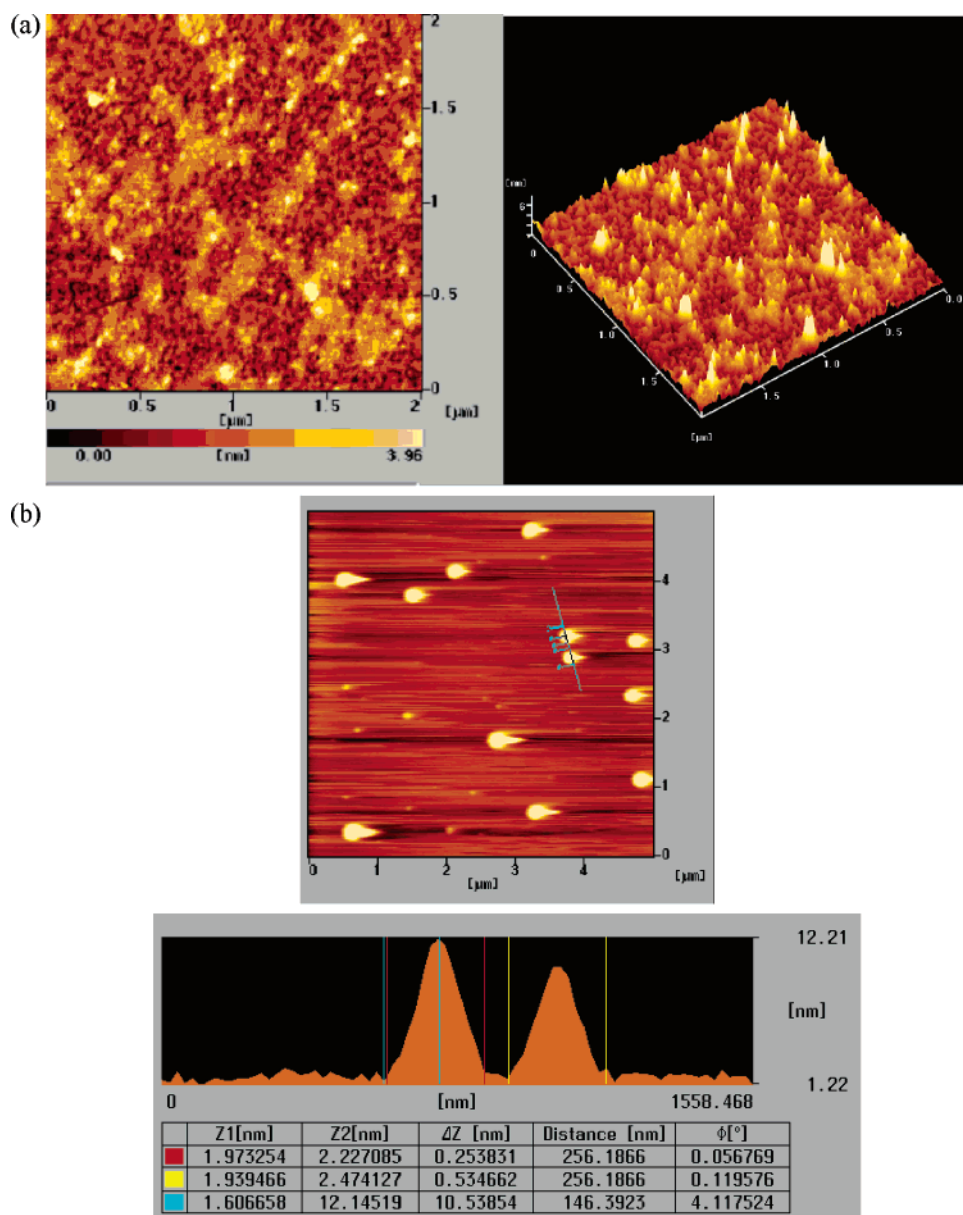 (a)
2
1.5
1
0.5
0
0 0.5 1 1.5 2 [μm]
[μm]
0.00 [nm] 3.96
[nm]
6
0
0.5
1.0
1.5
[μm]
1.5
1.0
0.5
0.0
(b)
4
3
2
1
0
0 1 2 3 4 [μm]
[μm]
12.21
[nm]
1.22
0 [nm] 1558.468
Z1[nm] Z2[nm] ΔZ [nm] Distance [nm] ϕ[°]
1.973254 2.227085 0.253831 256.1866 0.056769
1.939466 2.474127 0.534662 256.1866 0.119576
1.606658 12.14519 10.53854 146.3923 4.117524